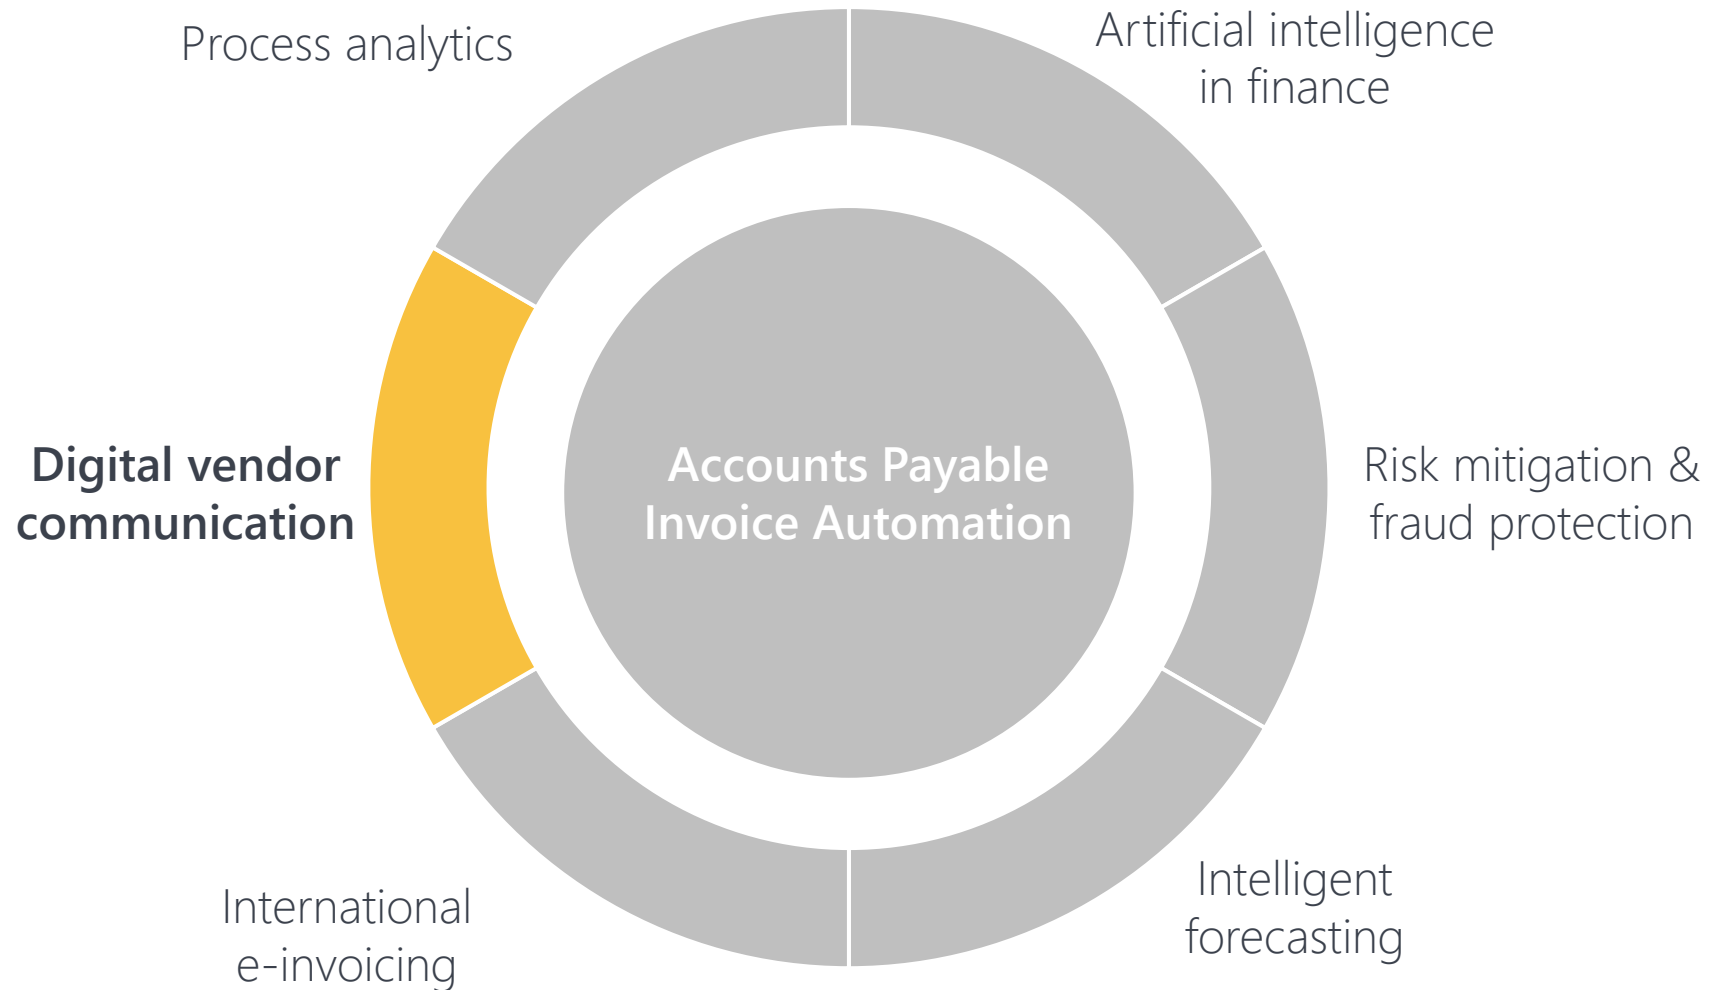 Process analytics
Artificial intelligence
in finance
Digital vendor
communication
Accounts Payable
Invoice Automation
Risk mitigation &
fraud protection
International
e-invoicing
Intelligent
forecasting